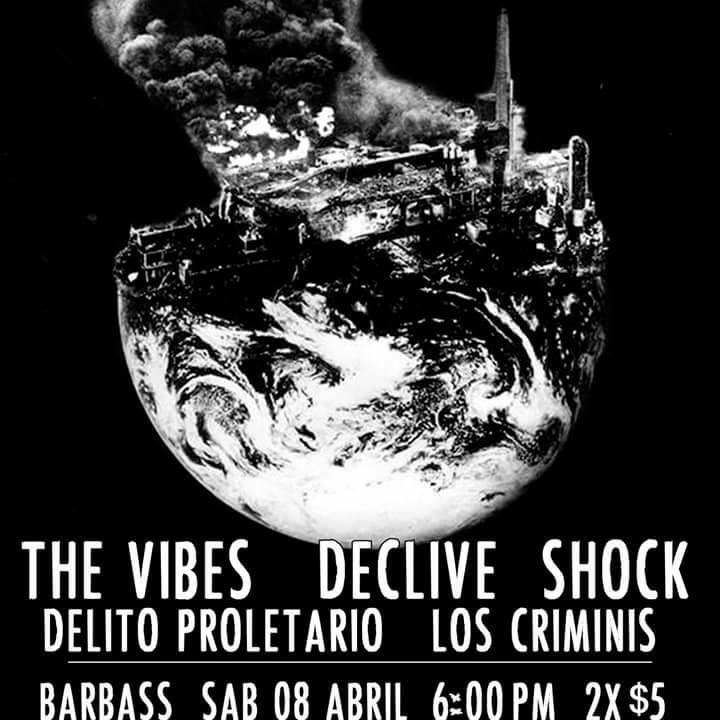 THE VIBES DECLIVE SHOCK
DELITO PROLETARIO LOS CRIMINIS
BARBASS SAB 08 ABRIL 6:00 PM 2X$5